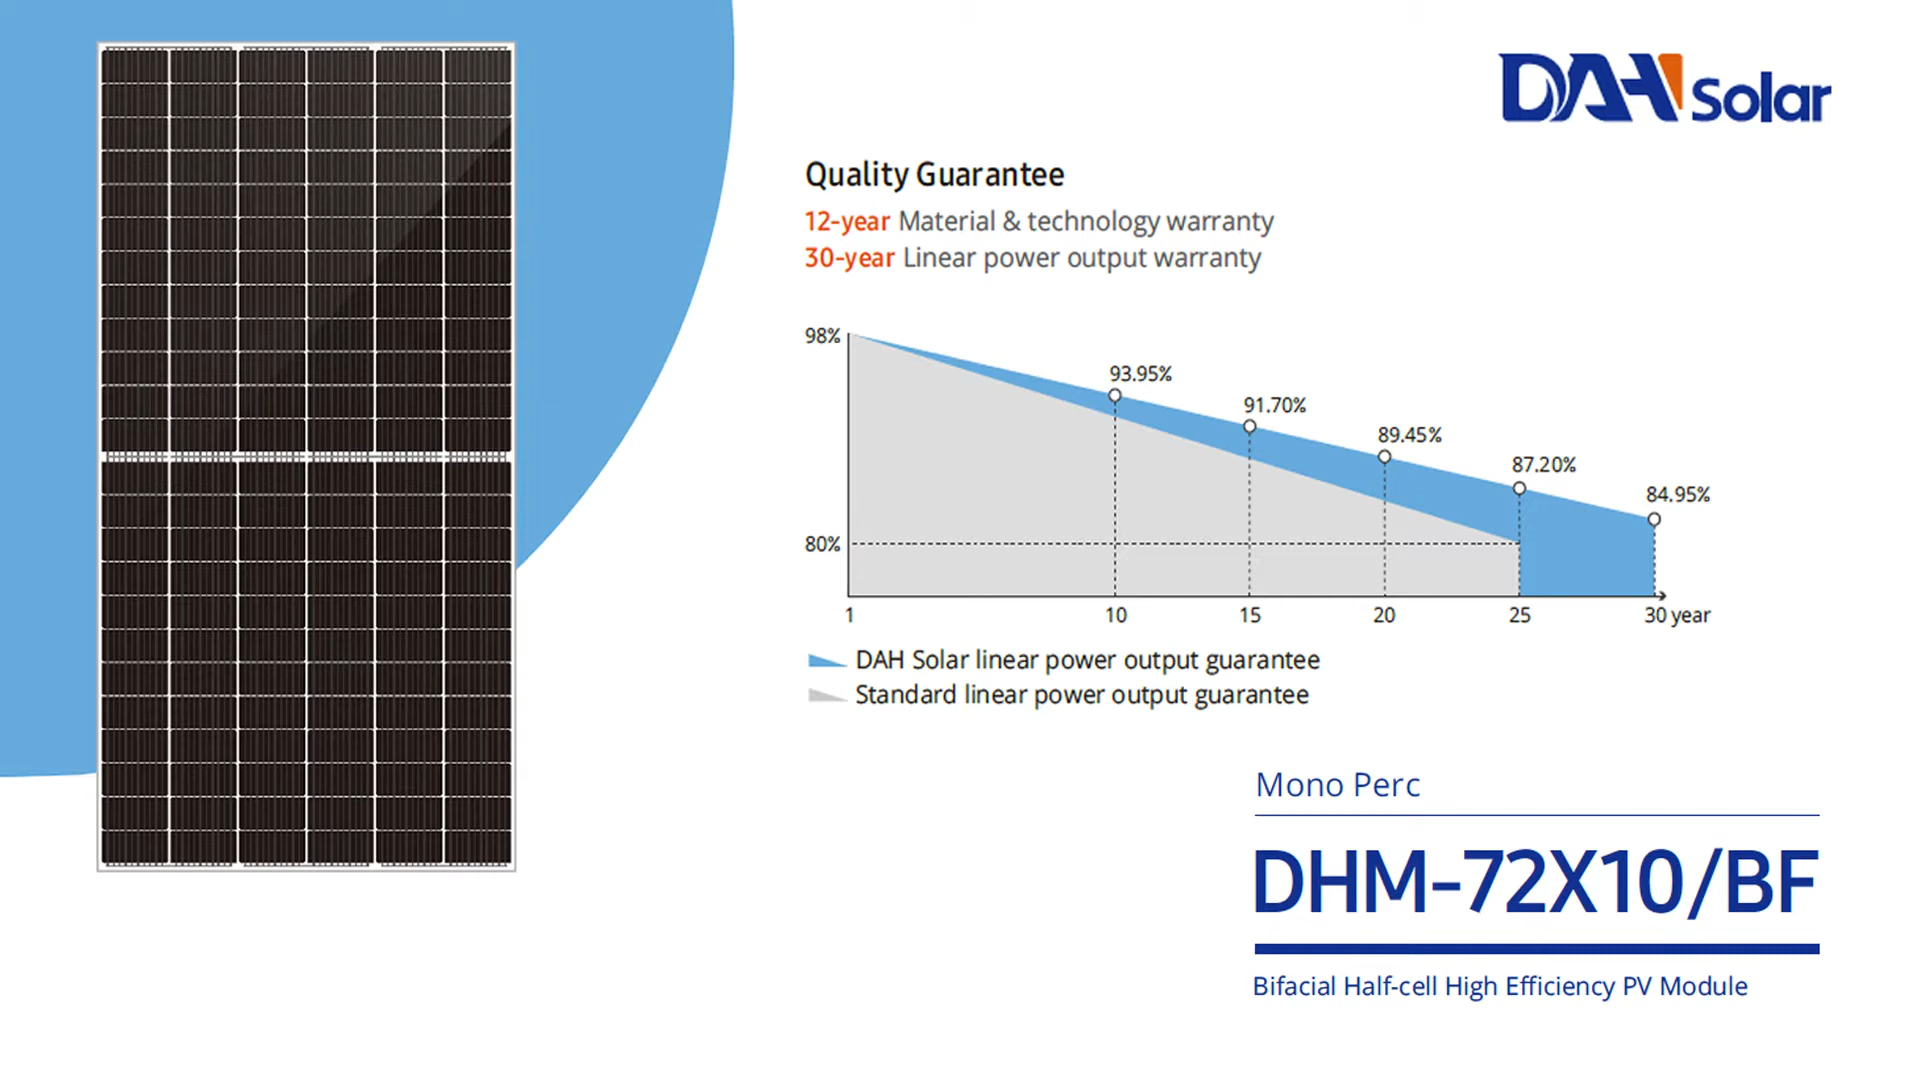 DAH Solar
Quality Guarantee
12-year Material & technology warranty
30-year Linear power output warranty
98%
93.95%
91.70%
89.45%
87.20%
84.95%
80%
1 10 15 20 25 30 year
DAH Solar linear power output guarantee
Standard linear power output guarantee
Mono Perc
DHM-72X10/BF
Bifacial Half-cell High Efficiency PV Module